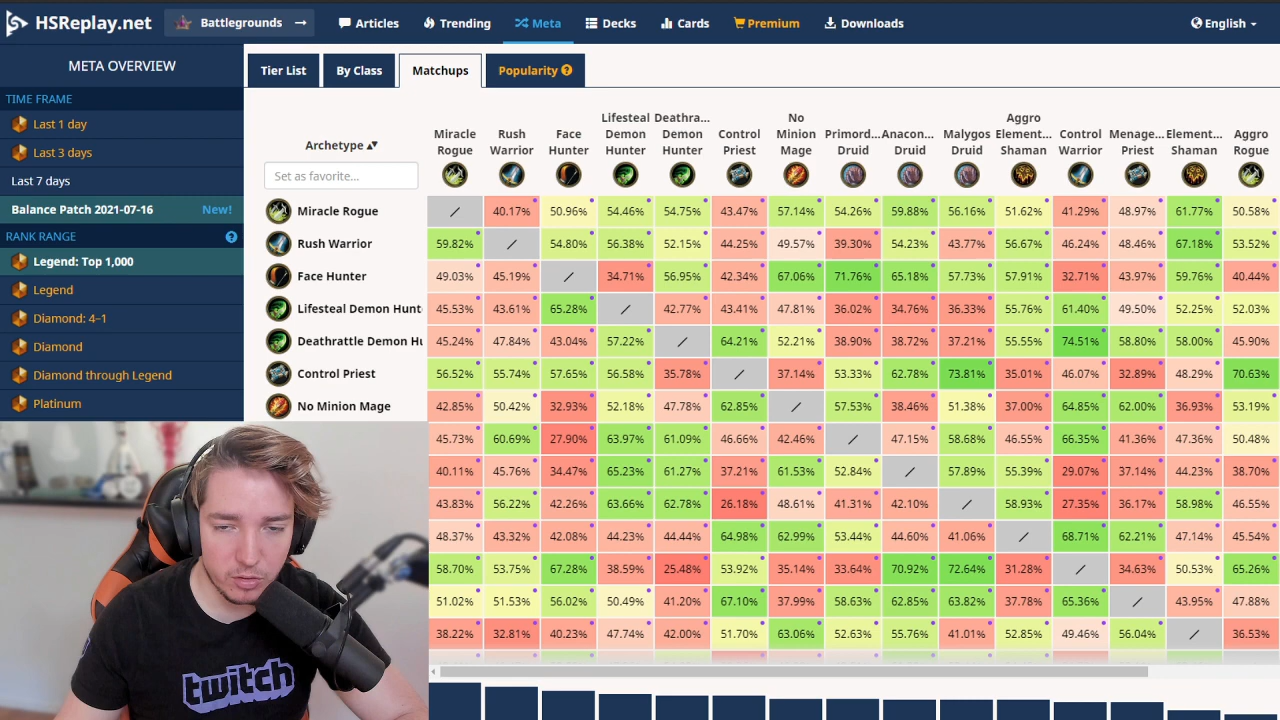 HSReplay.net
Battlegrounds →
Articles
Trending
Meta
Decks
Cards
Premium
Downloads
English
META OVERVIEW
TIME FRAME
Last 1 day
Last 3 days
Last 7 days
Balance Patch 2021-07-16 New!
RANK RANGE ?
Legend: Top 1,000
Legend
Diamond: 4–1
Diamond
Diamond through Legend
Platinum
Tier List
By Class
Matchups
Popularity ?
Archetype
Set as favorite...
Miracle Rogue
Rush Warrior
Face Hunter
Lifesteal Demon Hunter
Deathra... Demon Hunter
Control Priest
No Minion Mage
Primord... Druid
Anacon... Druid
Malygos Druid
Aggro Element... Shaman
Control Warrior
Menage... Priest
Element... Shaman
Aggro Rogue
Miracle Rogue / 40.17% 50.96% 54.46% 54.75% 43.47% 57.14% 54.26% 59.88% 56.16% 51.62% 41.29% 48.97% 61.77% 50.58%
Rush Warrior 59.82% / 54.80% 56.38% 52.15% 44.25% 49.57% 39.30% 54.23% 43.77% 56.67% 46.24% 48.46% 67.18% 53.52%
Face Hunter 49.03% 45.19% / 34.71% 56.95% 42.34% 67.06% 71.76% 65.18% 57.73% 57.91% 32.71% 43.97% 59.76% 40.44%
Lifesteal Demon Hunt 45.53% 43.61% 65.28% / 42.77% 43.41% 47.81% 36.02% 34.76% 36.33% 55.76% 61.40% 49.50% 52.25% 52.03%
Deathrattle Demon Hu 45.24% 47.84% 43.04% 57.22% / 64.21% 52.21% 38.90% 38.72% 37.21% 55.55% 74.51% 58.80% 58.00% 45.90%
Control Priest 56.52% 55.74% 57.65% 56.58% 35.78% / 37.14% 53.33% 62.78% 73.81% 35.01% 46.07% 32.89% 48.29% 70.63%
No Minion Mage 42.85% 50.42% 32.93% 52.18% 47.78% 62.85% / 57.53% 38.46% 51.38% 37.00% 64.85% 62.00% 36.93% 53.19%
45.73% 60.69% 27.90% 63.97% 61.09% 46.66% 42.46% / 47.15% 58.68% 46.55% 66.35% 41.36% 47.36% 50.48%
40.11% 45.76% 34.47% 65.23% 61.27% 37.21% 61.53% 52.84% / 57.89% 55.39% 29.07% 37.14% 44.23% 38.70%
43.83% 56.22% 42.26% 63.66% 62.78% 26.18% 48.61% 41.31% 42.10% / 58.93% 27.35% 36.17% 58.98% 46.55%
48.37% 43.32% 42.08% 44.23% 44.44% 64.98% 62.99% 53.44% 44.60% 41.06% / 68.71% 62.21% 47.14% 45.54%
58.70% 53.75% 67.28% 38.59% 25.48% 53.92% 35.14% 33.64% 70.92% 72.64% 31.28% / 34.63% 50.53% 65.26%
51.02% 51.53% 56.02% 50.49% 41.20% 67.10% 37.99% 58.63% 62.85% 63.82% 37.78% 65.36% / 43.95% 47.88%
38.22% 32.81% 40.23% 47.74% 42.00% 51.70% 63.06% 52.63% 55.76% 41.01% 52.85% 49.46% 56.04% / 36.53%
twitch